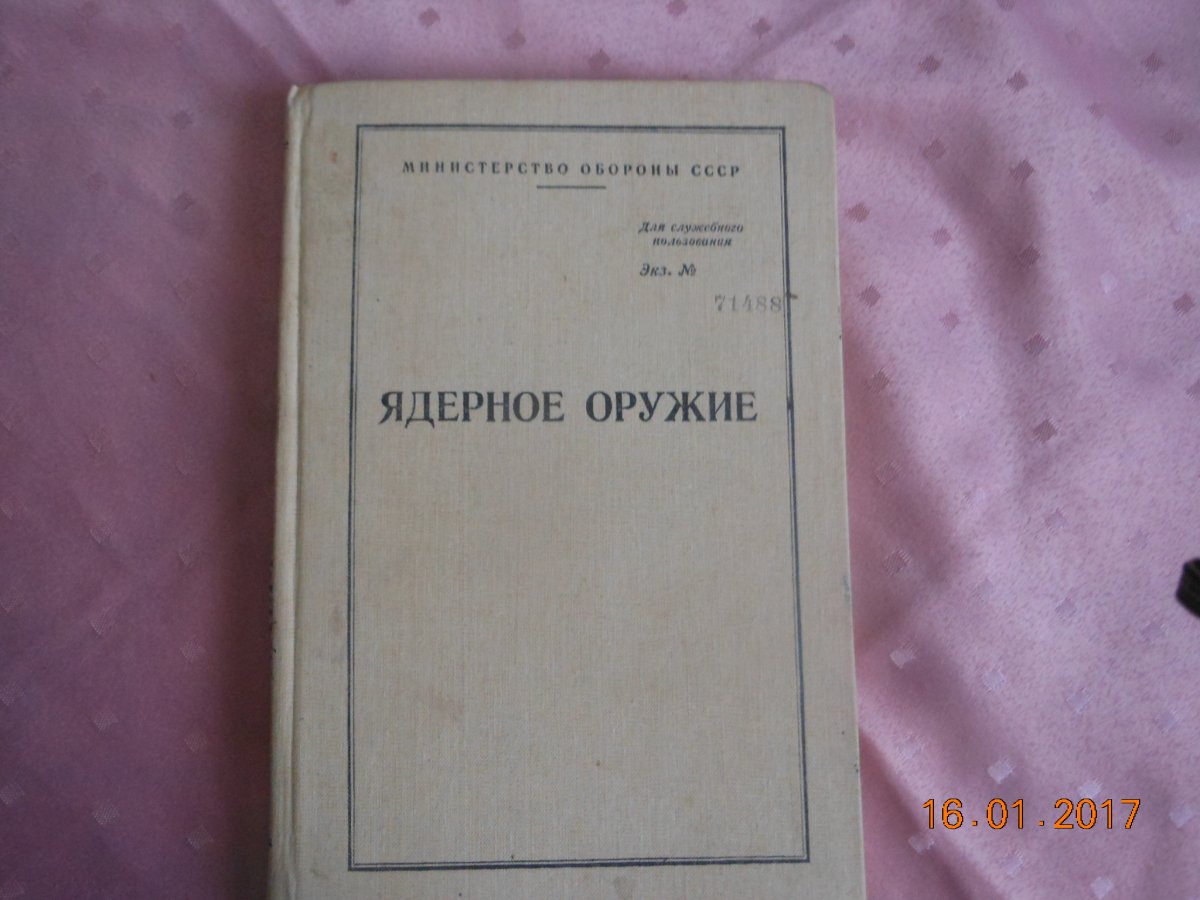 МИНИСТЕРСТВО ОБОРОНЫ СССР
Для служебного
пользования
Экз. №
71488
ЯДЕРНОЕ ОРУЖИЕ
16.01.2017